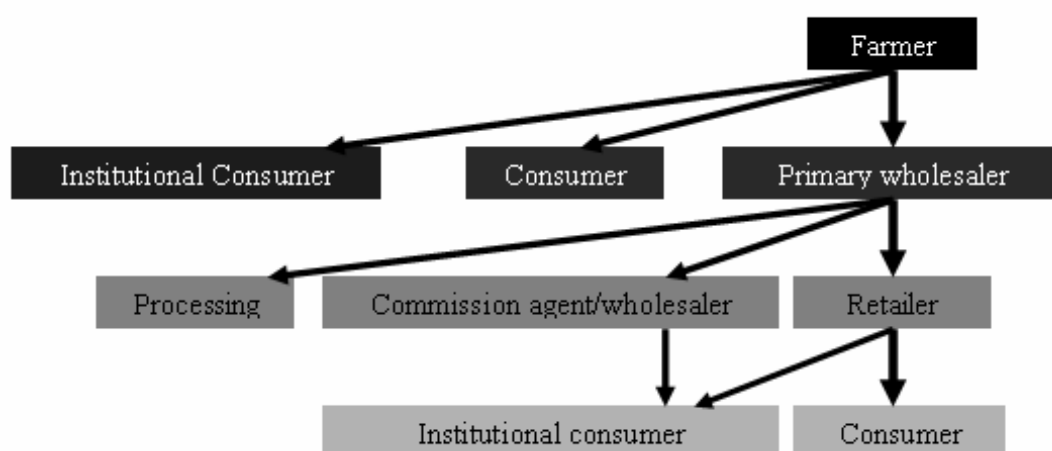 Farmer
Institutional Consumer
Consumer
Primary wholesaler
Processing
Commission agent/wholesaler
Retailer
Institutional consumer
Consumer